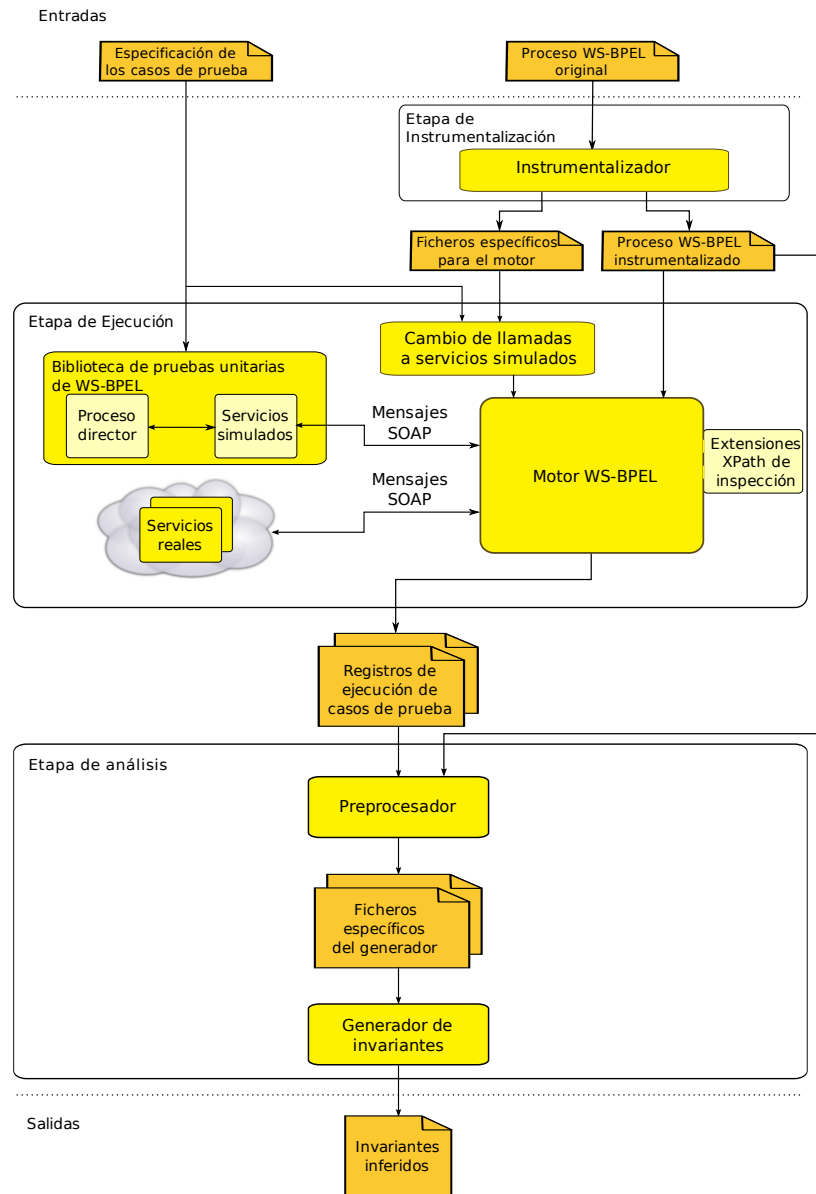 Entradas
Especificación de
los casos de prueba
Proceso WS-BPEL
original
Etapa de
Instrumentalización
Instrumentalizador
Ficheros específicos
para el motor
Proceso WS-BPEL
instrumentalizado
Etapa de Ejecución
Cambio de llamadas
a servicios simulados
Biblioteca de pruebas unitarias
de WS-BPEL
Proceso
director
Servicios
simulados
Mensajes
SOAP
Motor WS-BPEL
Extensiones
XPath de
inspección
Mensajes
SOAP
Servicios
reales
Registros de
ejecución de
casos de prueba
Etapa de análisis
Preprocesador
Ficheros
específicos
del generador
Generador de
invariantes
Salidas
Invariantes
inferidos